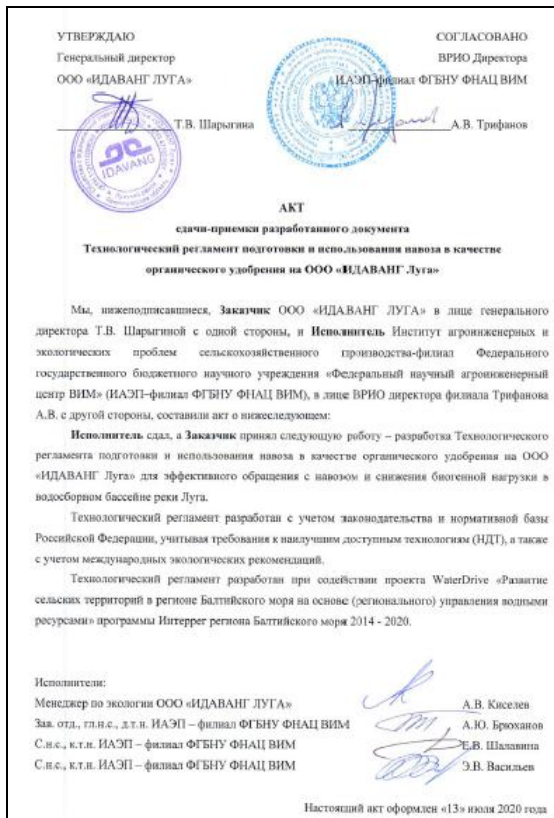 УТВЕРЖДАЮ
Генеральный директор
ООО «ИДАВАНГ ЛУГА»
Т.В. Шарыгина
IDAVANG
СОГЛАСОВАНО
ВРИО Директора
ИАЭП-филиал ФГБНУ ФНАЦ ВИМ
А.В. Трифанов
АКТ
сдачи-приемки разработанного документа
Технологический регламент подготовки и использования навоза в качестве
органического удобрения на ООО «ИДАВАНГ Луга»
Мы, нижеподписавшиеся, Заказчик ООО «ИДАВАНГ ЛУГА» в лице генерального
директора Т.В. Шарыгиной с одной стороны, и Исполнитель Институт агроинженерных и
экологических проблем сельскохозяйственного производства-филиал Федерального
государственного бюджетного научного учреждения «Федеральный научный агроинженерный
центр ВИМ» (ИАЭП–филиал ФГБНУ ФНАЦ ВИМ), в лице ВРИО директора филиала Трифанова
А.В. с другой стороны, составили акт о нижеследующем:
Исполнитель сдал, а Заказчик принял следующую работу – разработка Технологического
регламента подготовки и использования навоза в качестве органического удобрения на ООО
«ИДАВАНГ Луга» для эффективного обращения с навозом и снижения биогенной нагрузки в
водосборном бассейне реки Луга.
Технологический регламент разработан с учетом законодательства и нормативной базы
Российской Федерации, учитывая требования к наилучшим доступным технологиям (НДТ), а также
с учетом международных экологических рекомендаций.
Технологический регламент разработан при содействии проекта WaterDrive «Развитие
сельских территорий в регионе Балтийского моря на основе (регионального) управления водными
ресурсами» программы Интеррег региона Балтийского моря 2014 - 2020.
Исполнители:
Менеджер по экологии ООО «ИДАВАНГ ЛУГА» А.В. Киселев
Зав. отд., гл.н.с., д.т.н. ИАЭП – филиал ФГБНУ ФНАЦ ВИМ А.Ю. Брюханов
С.н.с., к.т.н. ИАЭП – филиал ФГБНУ ФНАЦ ВИМ Е.В. Шалавина
С.н.с., к.т.н. ИАЭП – филиал ФГБНУ ФНАЦ ВИМ Э.В. Васильев
Настоящий акт оформлен «13» июля 2020 года